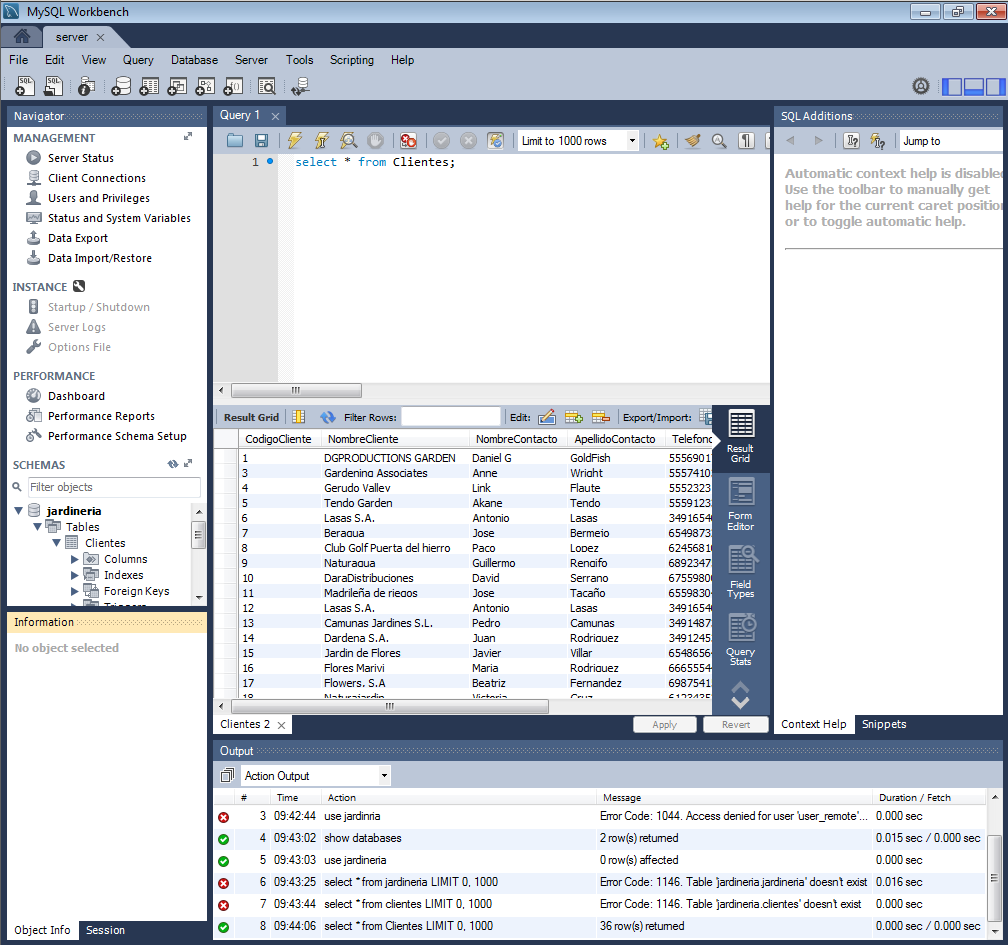 MySQL Workbench
server
File Edit View Query Database Server Tools Scripting Help
Navigator
MANAGEMENT
Server Status
Client Connections
Users and Privileges
Status and System Variables
Data Export
Data Import/Restore
INSTANCE
Startup / Shutdown
Server Logs
Options File
PERFORMANCE
Dashboard
Performance Reports
Performance Schema Setup
SCHEMAS
Filter objects
jardineria
Tables
Clientes
Columns
Indexes
Foreign Keys
Triggers
Information
No object selected
Object Info Session
Query 1
Limit to 1000 rows
1 select * from Clientes;
Result Grid Filter Rows: Edit: Export/Import:
CodigoCliente NombreCliente NombreContacto ApellidoContacto Telefono
1 DGPRODUCTIONS GARDEN Daniel G GoldFish 5556901
3 Gardening Associates Anne Wright 5557410
4 Gerudo Valley Link Flaute 5552323
5 Tendo Garden Akane Tendo 5559123
6 Lasas S.A. Antonio Lasas 3491654
7 Beragua Jose Bermejo 6549873
8 Club Golf Puerta del hierro Paco Lopez 6245681
9 Naturagua Guillermo Rengifo 6892347
10 DaraDistribuciones David Serrano 6755980
11 Madrileña de riegos Jose Tacaño 6559830
12 Lasas S.A. Antonio Lasas 3491654
13 Camunas Jardines S.L. Pedro Camunas 3491487
14 Dardena S.A. Juan Rodriguez 3491245
15 Jardin de Flores Javier Villar 6548656
16 Flores Marivi Maria Rodriguez 6665554
17 Flowers, S.A Beatriz Fernandez 6987541
18 Naturajardin Victoria Cruz 6123435
Result
Grid
Form
Editor
Field
Types
Query
Stats
Clientes 2 Apply Revert
SQL Additions
Jump to
Automatic context help is disabled
Use the toolbar to manually get
help for the current caret position
or to toggle automatic help.
Context Help Snippets
Output
Action Output
# Time Action Message Duration / Fetch
3 09:42:44 use jardinria Error Code: 1044. Access denied for user 'user_remote'... 0.000 sec
4 09:43:02 show databases 2 row(s) returned 0.015 sec / 0.000 sec
5 09:43:03 use jardineria 0 row(s) affected 0.000 sec
6 09:43:25 select * from jardineria LIMIT 0, 1000 Error Code: 1146. Table 'jardineria.jardineria' doesn't exist 0.016 sec
7 09:43:44 select * from clientes LIMIT 0, 1000 Error Code: 1146. Table 'jardineria.clientes' doesn't exist 0.000 sec
8 09:44:06 select * from Clientes LIMIT 0, 1000 36 row(s) returned 0.000 sec / 0.000 sec